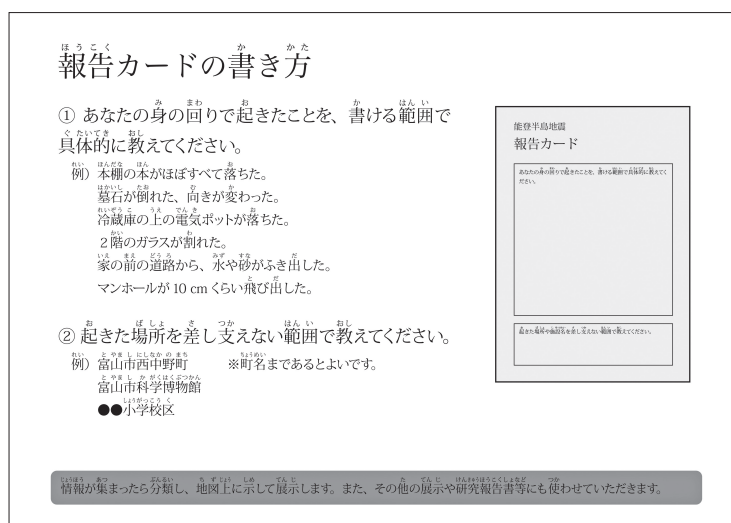 報告カードの書き方
① あなたの身の回りで起きたことを、書ける範囲で
具体的に教えてください。
例）本棚の本がほぼすべて落ちた。
墓石が倒れた、向きが変わった。
冷蔵庫の上の電気ポットが落ちた。
２階のガラスが割れた。
家の前の道路から、水や砂がふき出した。
マンホールが 10 cm くらい飛び出した。
② 起きた場所を差し支えない範囲で教えてください。
例）富山市西中野町　※町名まであるとよいです。
富山市科学博物館
●●小学校区
能登半島地震
報告カード
あなたの身の回りで起きたことを、書ける範囲で具体的に教えてく
ださい。
起きた場所や施設名を差し支えない範囲で教えてください。
情報が集まったら分類し、地図上に示して展示します。また、その他の展示や研究報告書等にも使わせていただきます。